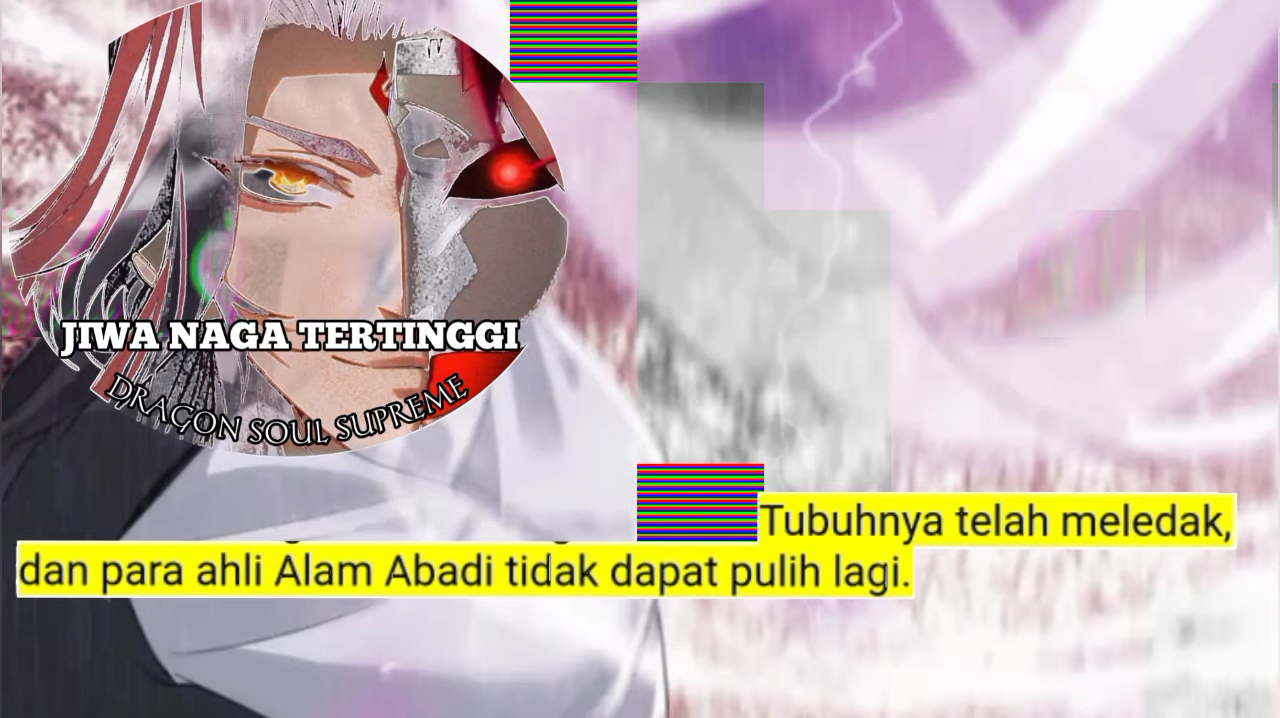 JIWA NAGA TERTINGGI
DRAGON SOUL SUPREME
Tubuhnya telah meledak,
dan para ahli Alam Abadi tidak dapat pulih lagi.